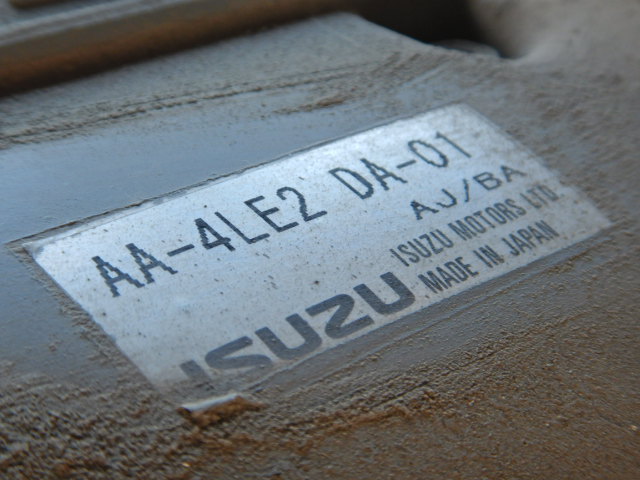 AA-4LE2 DA-01
AJ/BA
ISUZU ISUZU MOTORS LTD.
MADE IN JAPAN